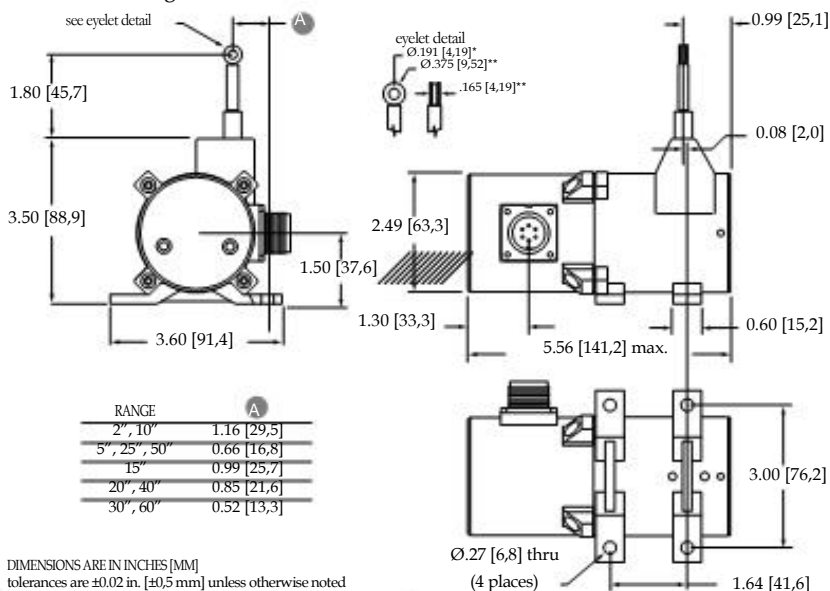 see eyelet detail
A
0.99 [25,1]
eyelet detail
Ø.191 [4,19]*
Ø.375 [9,52]**
.165 [4,19]**
1.80 [45,7]
0.08 [2,0]
3.50 [88,9]
2.49 [63,3]
1.50 [37,6]
1.30 [33,3]
0.60 [15,2]
3.60 [91,4]
5.56 [141,2] max.
RANGE A
2”, 10” 1.16 [29,5]
5”, 25”, 50” 0.66 [16,8]
15” 0.99 [25,7]
20”, 40” 0.85 [21,6]
30”, 60” 0.52 [13,3]
3.00 [76,2]
Ø.27 [6,8] thru
(4 places)
1.64 [41,6]
DIMENSIONS ARE IN INCHES [MM]
tolerances are ±0.02 in. [±0,5 mm] unless otherwise noted